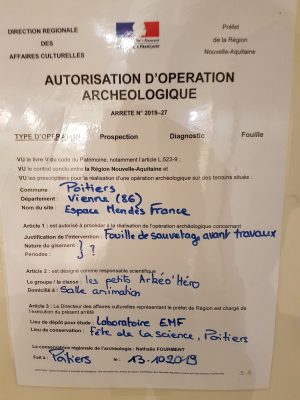 DIRECTION REGIONALE
DES
AFFAIRES CULTURELLES
RÉPUBLIQUE FRANÇAISE
Préfet
de la Région
Nouvelle-Aquitaine
AUTORISATION D'OPERATION
ARCHEOLOGIQUE
ARRETE N° 2019-27
TYPE D'OPERATION Prospection Diagnostic Fouille
VU le livre V du code du Patrimoine, notamment l'article L 523-9 ;
VU le contrat conclu entre la Région Nouvelle-Aquitaine et
VU les prescriptions pour la réalisation d'une opération archéologique sur des terrains situés :
Commune : Poitiers
Département : Vienne (86)
Nom du site : Espace Mendès France
Article 1 : est autorisé à procéder à la réalisation de l'opération archéologique concernant
Justification de l'intervention : Fouille de sauvetage avant travaux
Nature du gisement :
Périodes : } ?
Article 2 : est désigné comme responsable scientifique
Le groupe / la classe : les petits Archéo'Héro
Domicilié à : Salle animation
Article 3 : Le Directeur des affaires culturelles représentant le préfet de Région est chargé de
l'exécution du présent arrêté
Lieu de dépôt pour étude : Laboratoire EMF
Lieu de conservation : Fête de la science, Poitiers
La conservatrice régionale de l'archéologie : Nathalie FOURMENT
Fait à : Poitiers le : 13.10.2019